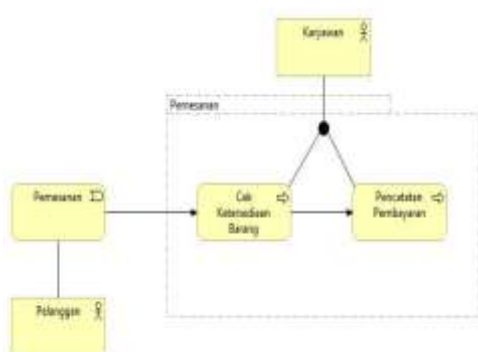 Karyawan
Pemesanan
Pemesanan
Cek
Ketersediaan
Barang
Pencatatan
Pembayaran
Pelanggan